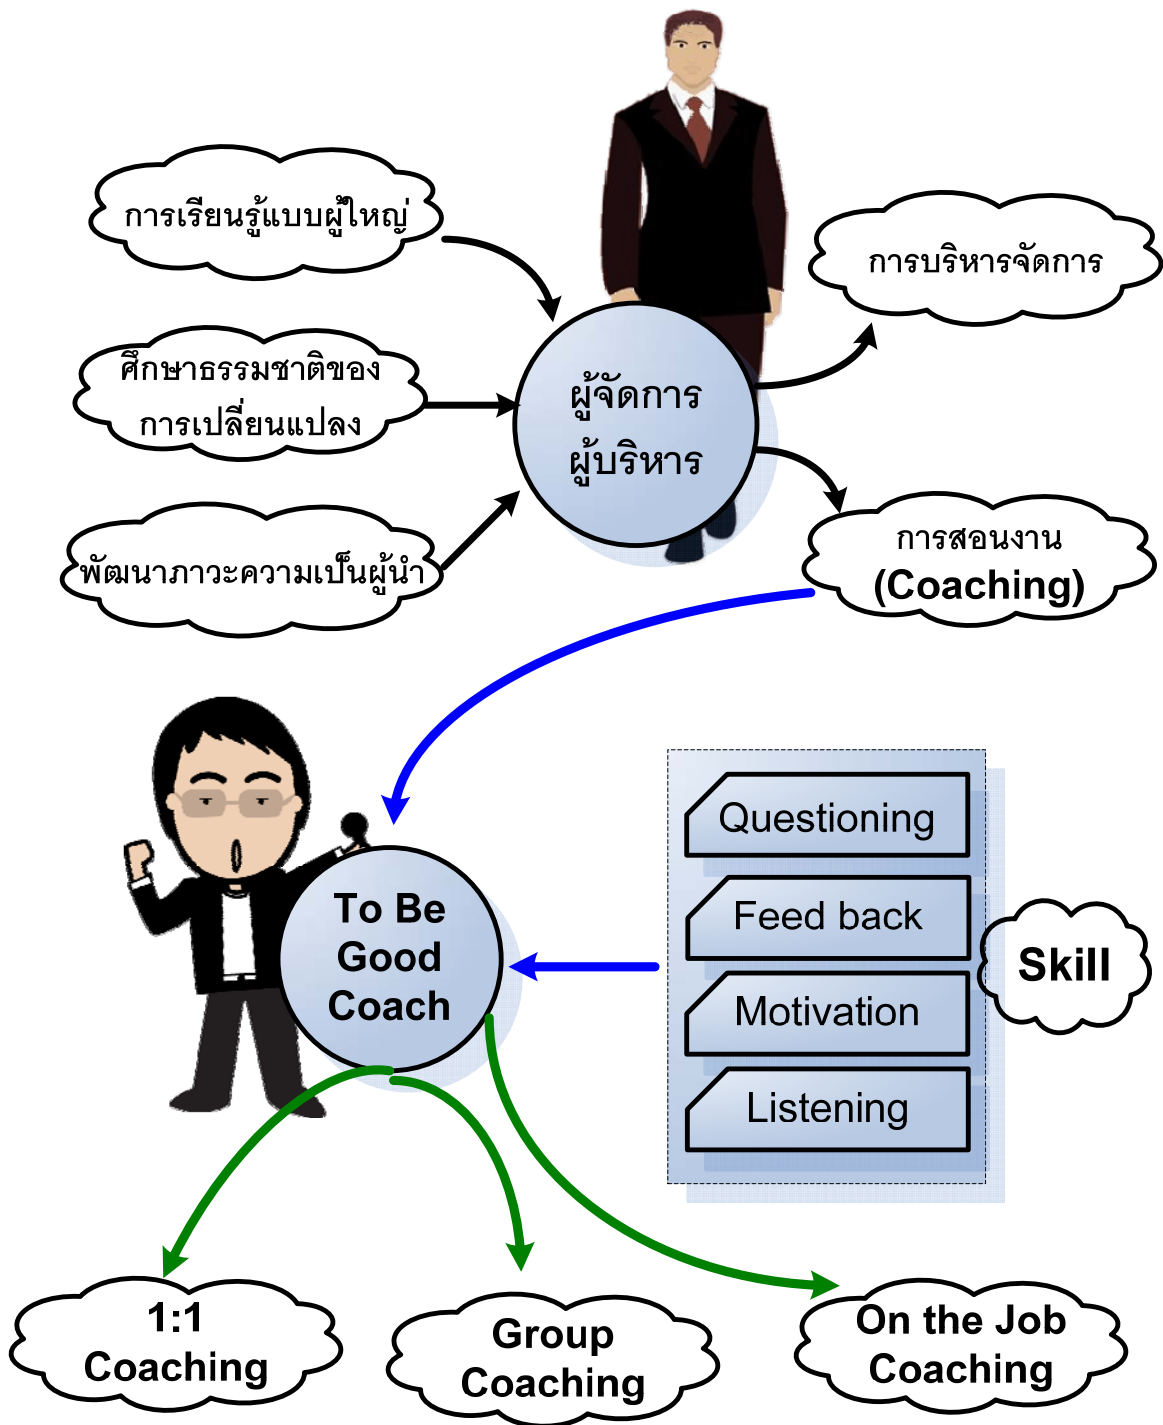 การเรียนรู้แบบผู้ใหญ่
การบริหารจัดการ
ศึกษาธรรมชาติของ
การเปลี่ยนแปลง
ผู้จัดการ
ผู้บริหาร
พัฒนาภาวะความเป็นผู้นำ
การสอนงาน
(Coaching)
To Be
Good
Coach
Questioning
Feed back
Motivation
Listening
Skill
1:1
Coaching
Group
Coaching
On the Job
Coaching